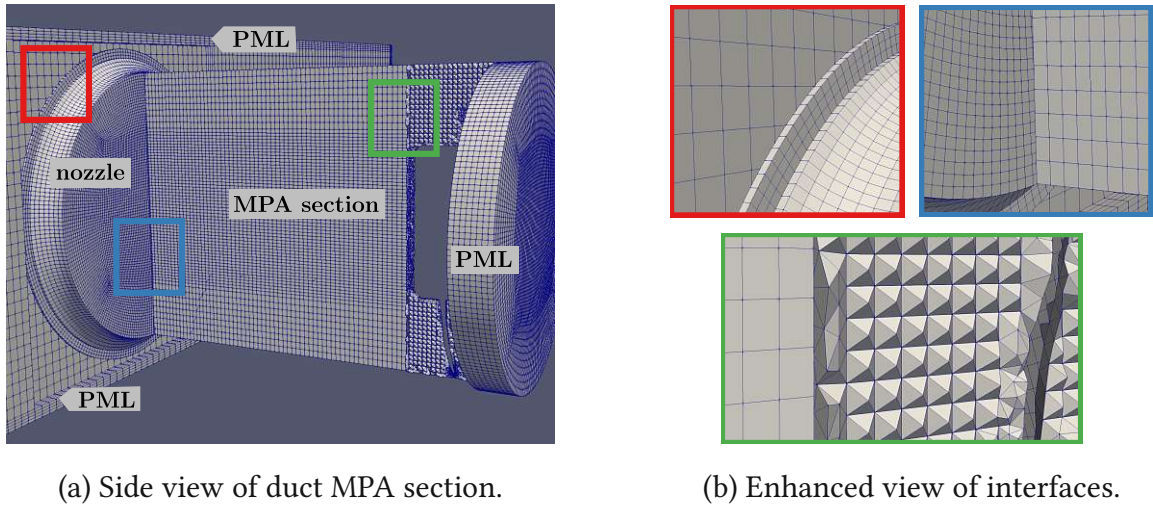 PML
nozzle
MPA section
PML
PML
(a) Side view of duct MPA section.
(b) Enhanced view of interfaces.